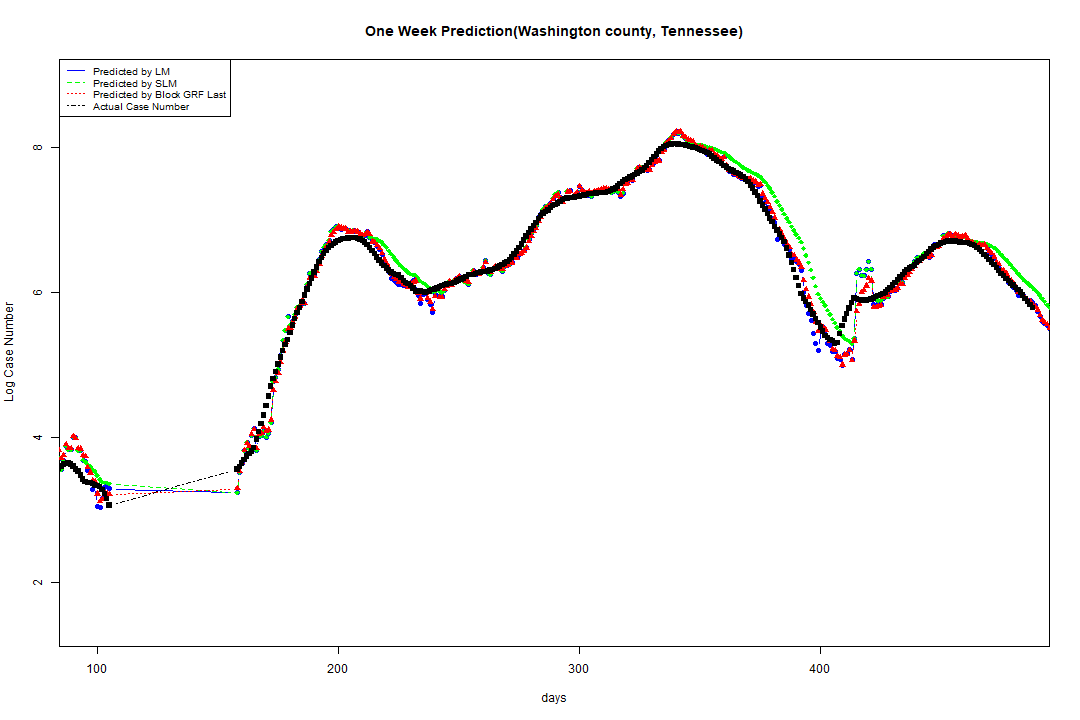 One Week Prediction(Washington county, Tennessee)
Predicted by LM
Predicted by SLM
Predicted by Block GRF Last
Actual Case Number
8
6
4
2
Log Case Number
100 200 300 400
days